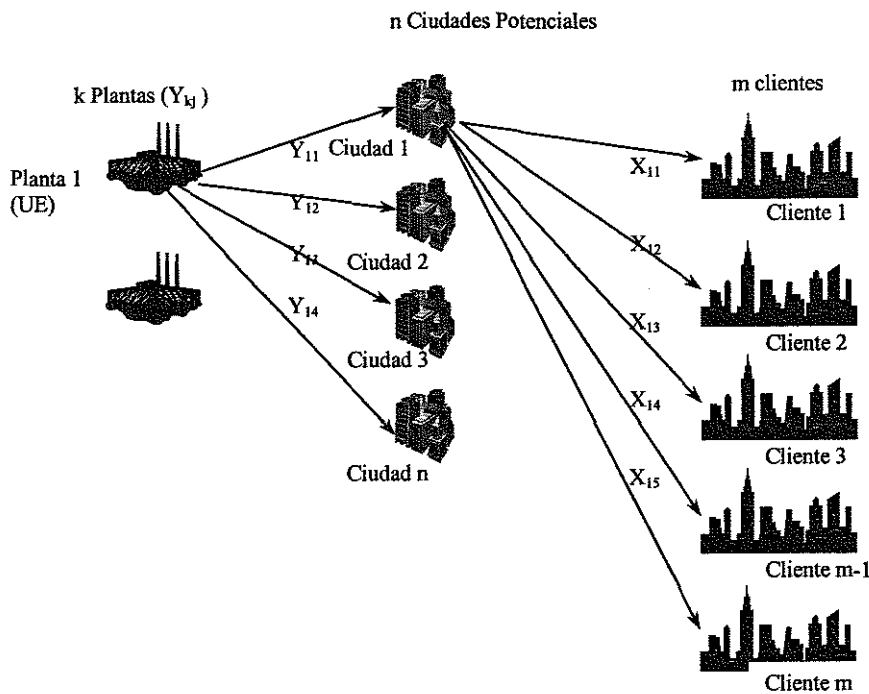 n Ciudades Potenciales
k Plantas (Y_kj)
m clientes
Planta 1
(UE)
Y_11
Ciudad 1
Y_12
Ciudad 2
Y_13
Ciudad 3
Y_14
Ciudad n
X_11
Cliente 1
X_12
Cliente 2
X_13
Cliente 3
X_14
Cliente m-1
X_15
Cliente m